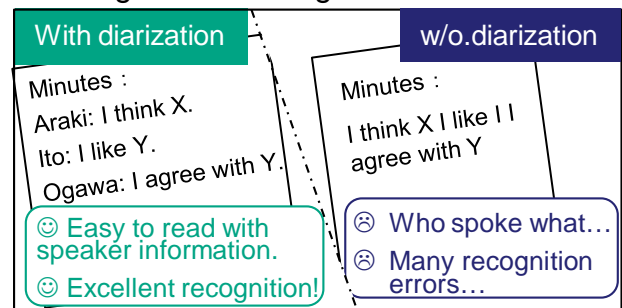 With diarization
Minutes：
Araki: I think X.
Ito: I like Y.
Ogawa: I agree with Y.
☺ Easy to read with
speaker information.
☺ Excellent recognition!
w/o.diarization
Minutes：
I think X I like I I
agree with Y
☹ Who spoke what…
☹ Many recognition
errors…